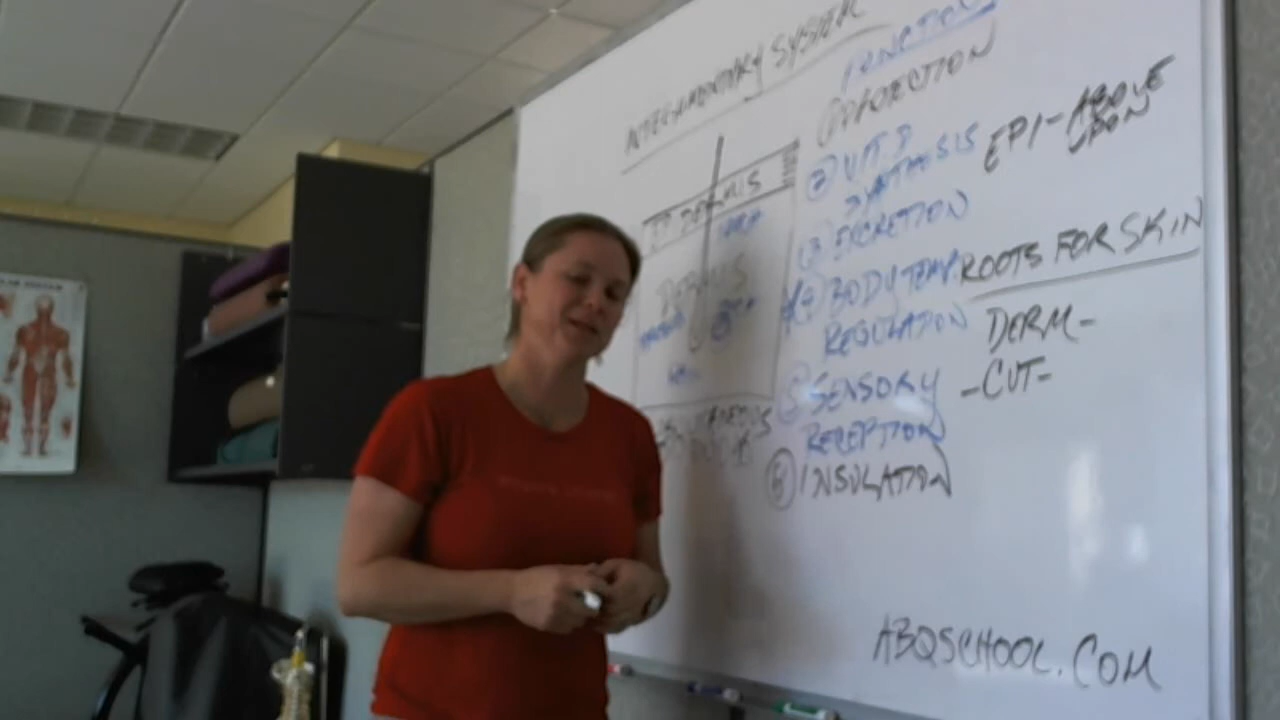 INTEGUMENTARY SYSTEM
EPIDERMIS
DERMIS
FUNCTION
① PROTECTION
② VIT. D
SYNTHESIS
③ EXCRETION
④ BODY TEMP
REGULATION
⑤ SENSORY
RECEPTION
⑥ INSULATION
EPI-ABOVE
UPON
ROOTS FOR SKIN
DERM-
-CUT-
ABQSCHOOL.COM